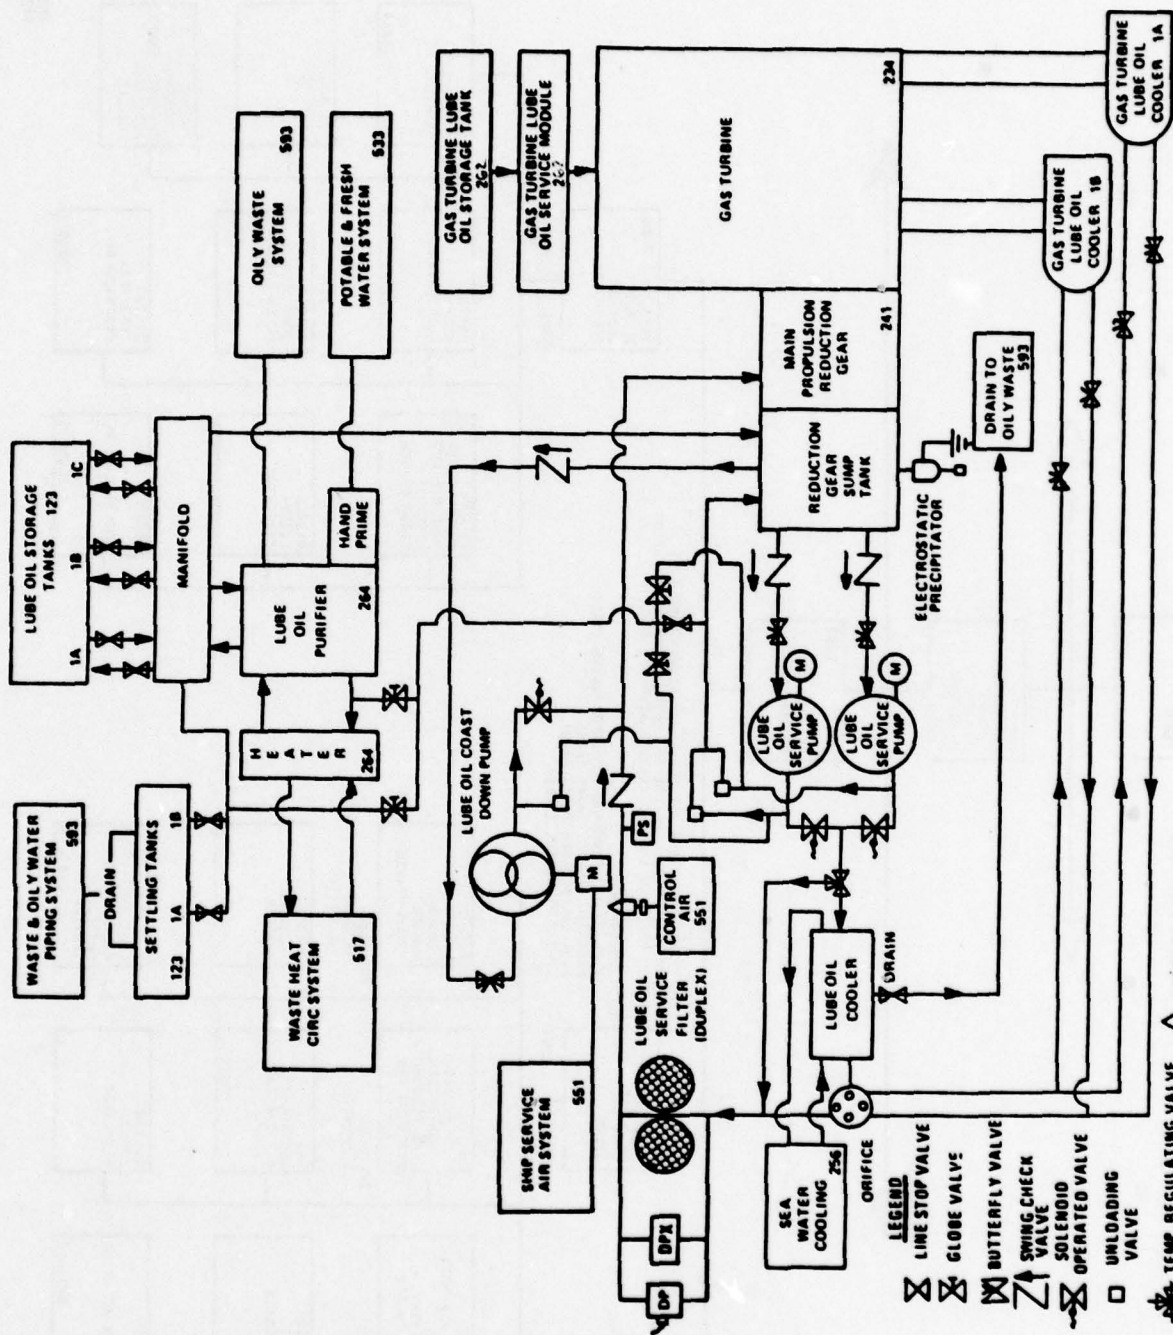 WASTE & OILY WATER
PIPING SYSTEM
593
DRAIN
SETTLING TANKS
123
1A
1B
LUBE OIL STORAGE
TANKS
123
1A
1B
1C
MANIFOLD
OILY WASTE
SYSTEM
593
POTABLE & FRESH
WATER SYSTEM
533
HEATER
264
LUBE
OIL
PURIFIER
264
HAND
PRIME
WASTE HEAT
CIRC SYSTEM
517
GAS TURBINE LUBE
OIL STORAGE TANK
262
GAS TURBINE LUBE
OIL SERVICE MODULE
GAS TURBINE
234
LUBE OIL COAST
DOWN PUMP
M
SHIP SERVICE
AIR SYSTEM
551
MAIN
PROPULSION
REDUCTION
GEAR
241
REDUCTION
GEAR
SUMP
TANK
ELECTROSTATIC
PRECIPITATOR
DRAIN TO
OILY WASTE
593
GAS TURBINE
LUBE OIL
COOLER 1B
GAS TURBINE
LUBE OIL
COOLER 1A
PS
CONTROL
AIR
551
LUBE OIL
SERVICE
FILTER
(DUPLEX)
LUBE
OIL
SERVICE
PUMP
M
LUBE
OIL
SERVICE
PUMP
M
DP
DPX
SEA
WATER
COOLING
256
LUBE OIL
COOLER
DRAIN
ORIFICE
LEGEND
LINE STOP VALVE
GLOBE VALVE
BUTTERFLY VALVE
SWING CHECK
VALVE
SOLENOID
OPERATED VALVE
UNLOADING
VALVE
TEMP REGULATING VALVE